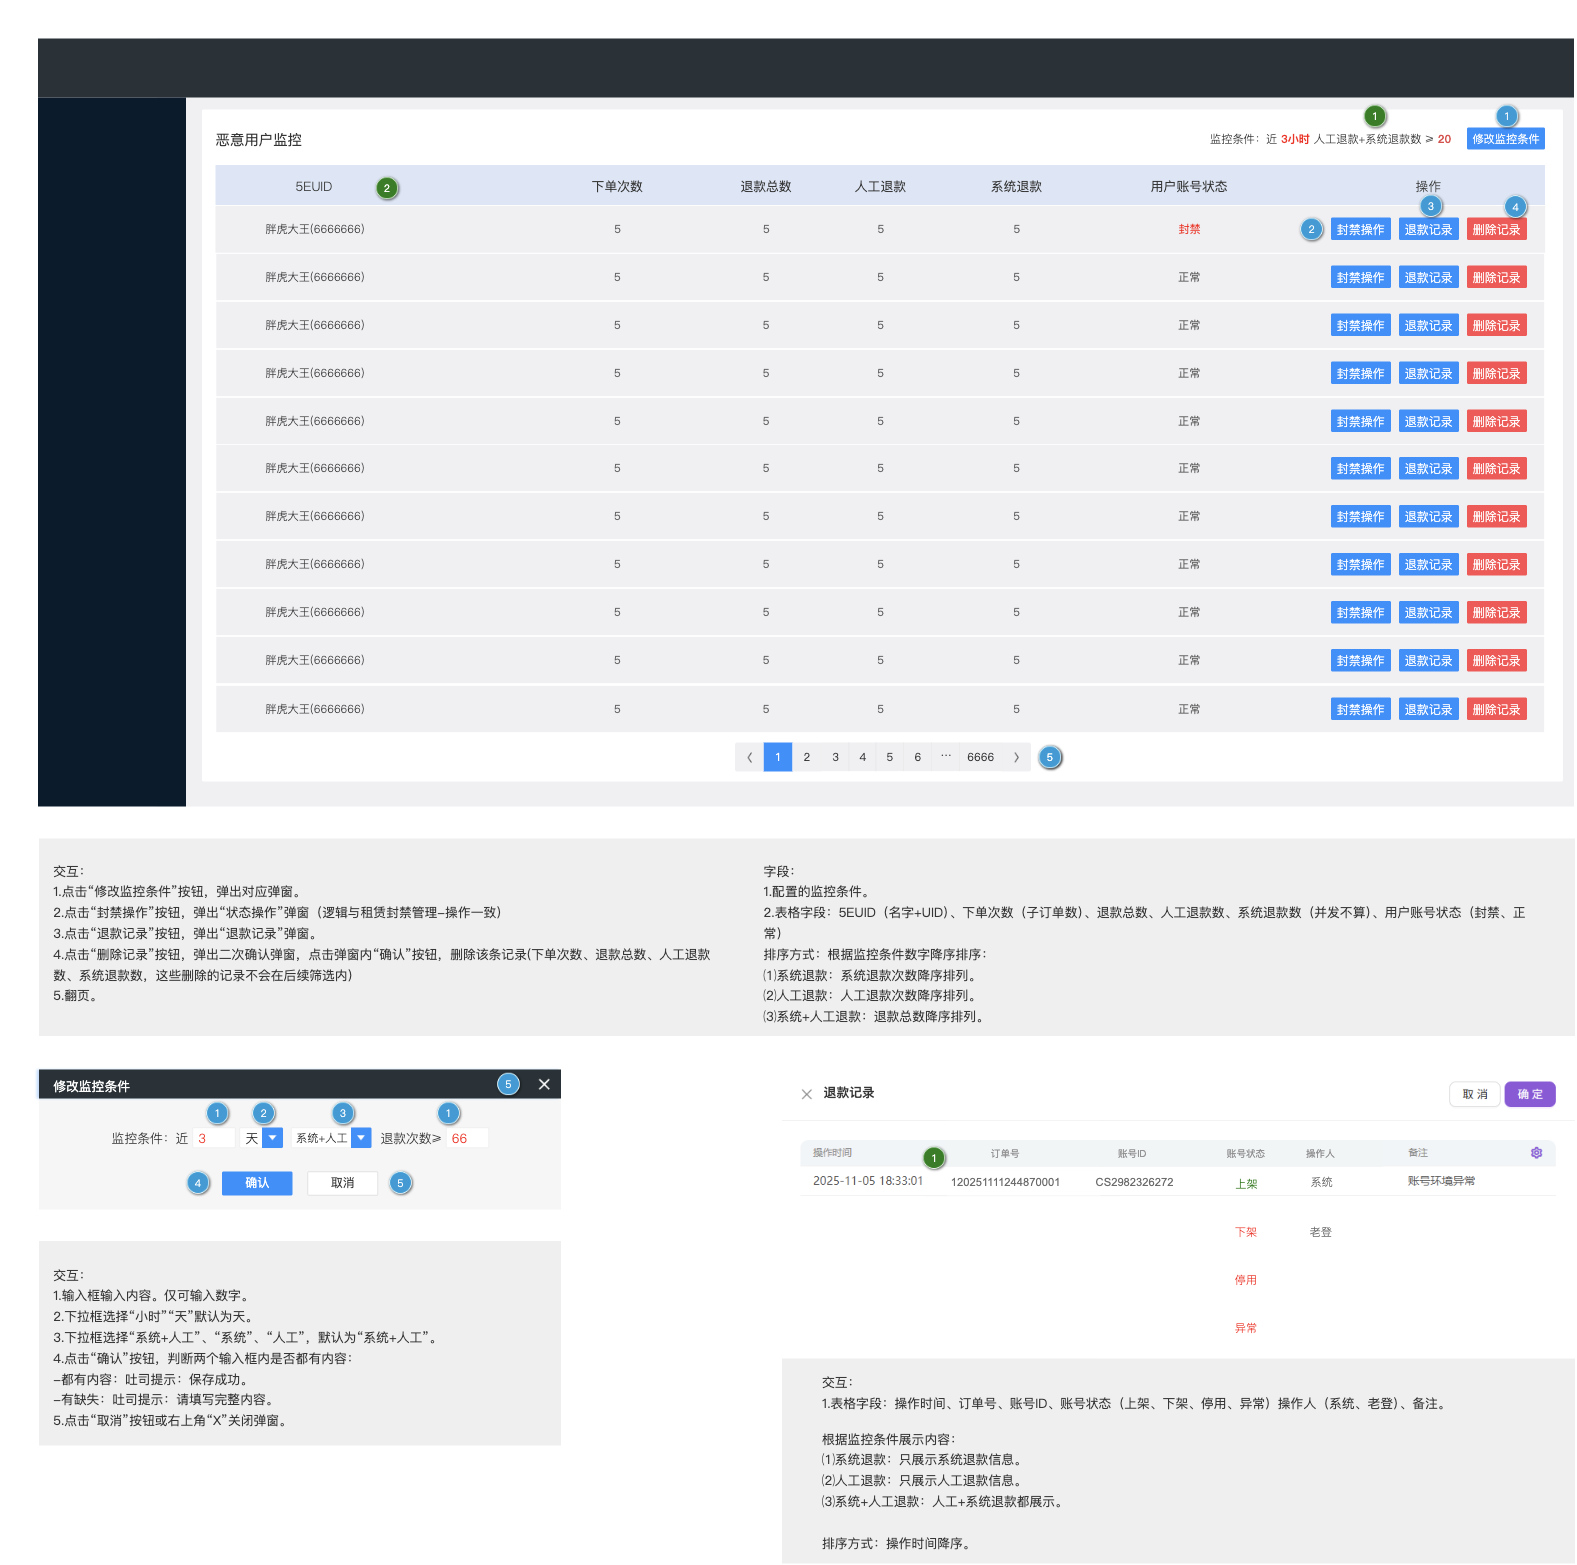 恶意用户监控
1
监控条件：近 3小时 人工退款+系统退款数 ≥ 20
1
修改监控条件
5EUID 2 下单次数 退款总数 人工退款 系统退款 用户账号状态 操作
3 4
胖虎大王(6666666) 5 5 5 5 封禁 2 封禁操作 退款记录 删除记录
胖虎大王(6666666) 5 5 5 5 正常 封禁操作 退款记录 删除记录
胖虎大王(6666666) 5 5 5 5 正常 封禁操作 退款记录 删除记录
胖虎大王(6666666) 5 5 5 5 正常 封禁操作 退款记录 删除记录
胖虎大王(6666666) 5 5 5 5 正常 封禁操作 退款记录 删除记录
胖虎大王(6666666) 5 5 5 5 正常 封禁操作 退款记录 删除记录
胖虎大王(6666666) 5 5 5 5 正常 封禁操作 退款记录 删除记录
胖虎大王(6666666) 5 5 5 5 正常 封禁操作 退款记录 删除记录
胖虎大王(6666666) 5 5 5 5 正常 封禁操作 退款记录 删除记录
胖虎大王(6666666) 5 5 5 5 正常 封禁操作 退款记录 删除记录
胖虎大王(6666666) 5 5 5 5 正常 封禁操作 退款记录 删除记录
1 2 3 4 5 6 ··· 6666 5
交互：
1.点击“修改监控条件”按钮，弹出对应弹窗。
2.点击“封禁操作”按钮，弹出“状态操作”弹窗（逻辑与租赁封禁管理-操作一致）
3.点击“退款记录”按钮，弹出“退款记录”弹窗。
4.点击“删除记录”按钮，弹出二次确认弹窗，点击弹窗内“确认”按钮，删除该条记录(下单次数、退款总数、人工退款
数、系统退款数，这些删除的记录不会在后续筛选内)
5.翻页。
字段：
1.配置的监控条件。
2.表格字段：5EUID（名字+UID）、下单次数（子订单数）、退款总数、人工退款数、系统退款数（并发不算）、用户账号状态（封禁、正
常）
排序方式：根据监控条件数字降序排序：
(1)系统退款：系统退款次数降序排列。
(2)人工退款：人工退款次数降序排列。
(3)系统+人工退款：退款总数降序排列。
修改监控条件 5
1 2 3 1
监控条件：近 3 天 系统+人工 退款次数≥ 66
4 确认 取消 5
交互：
1.输入框输入内容。仅可输入数字。
2.下拉框选择“小时”“天”默认为天。
3.下拉框选择“系统+人工”、“系统”、“人工”，默认为“系统+人工”。
4.点击“确认”按钮，判断两个输入框内是否都有内容：
-都有内容：吐司提示：保存成功。
-有缺失：吐司提示：请填写完整内容。
5.点击“取消”按钮或右上角“X”关闭弹窗。
退款记录 取消 确定
操作时间 1 订单号 账号ID 账号状态 操作人 备注
2025-11-05 18:33:01 120251111244870001 CS2982326272 上架 系统 账号环境异常
下架 老登
停用
异常
交互：
1.表格字段：操作时间、订单号、账号ID、账号状态（上架、下架、停用、异常）操作人（系统、老登）、备注。
根据监控条件展示内容：
(1)系统退款：只展示系统退款信息。
(2)人工退款：只展示人工退款信息。
(3)系统+人工退款：人工+系统退款都展示。
排序方式：操作时间降序。